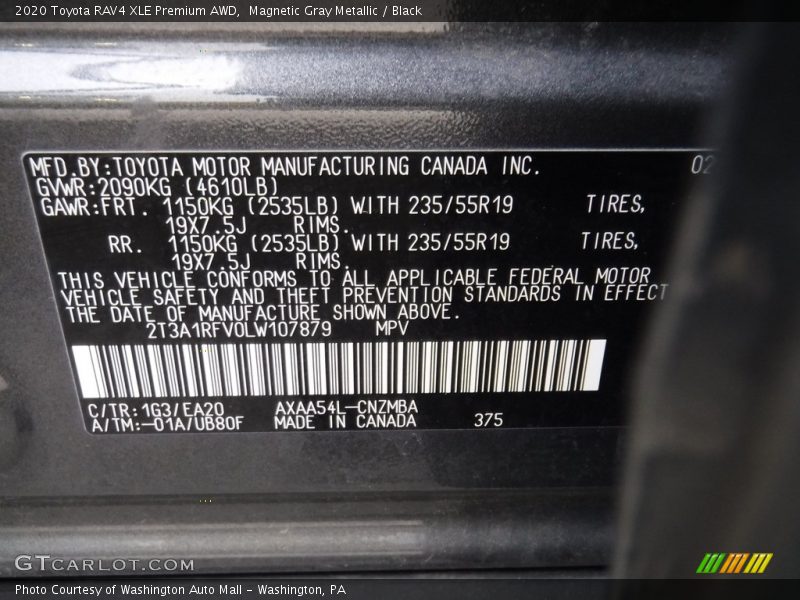 2020 Toyota RAV4 XLE Premium AWD,  Magnetic Gray Metallic / Black
MFD.BY:TOYOTA MOTOR MANUFACTURING CANADA INC. 02
GVWR:2090KG (4610LB)
GAWR:FRT. 1150KG (2535LB) WITH 235/55R19 TIRES,
19X7.5J RIMS.
RR. 1150KG (2535LB) WITH 235/55R19 TIRES,
19X7.5J RIMS.
THIS VEHICLE CONFORMS TO ALL APPLICABLE FEDERAL MOTOR
VEHICLE SAFETY AND THEFT PREVENTION STANDARDS IN EFFECT
THE DATE OF MANUFACTURE SHOWN ABOVE.
2T3A1RFV0LW107879 MPV
C/TR:1G3/EA20 AXAA54L-CNZMBA
A/TM:-01A/UB80F MADE IN CANADA 375
GTCARLOT.COM
Photo Courtesy of Washington Auto Mall - Washington, PA